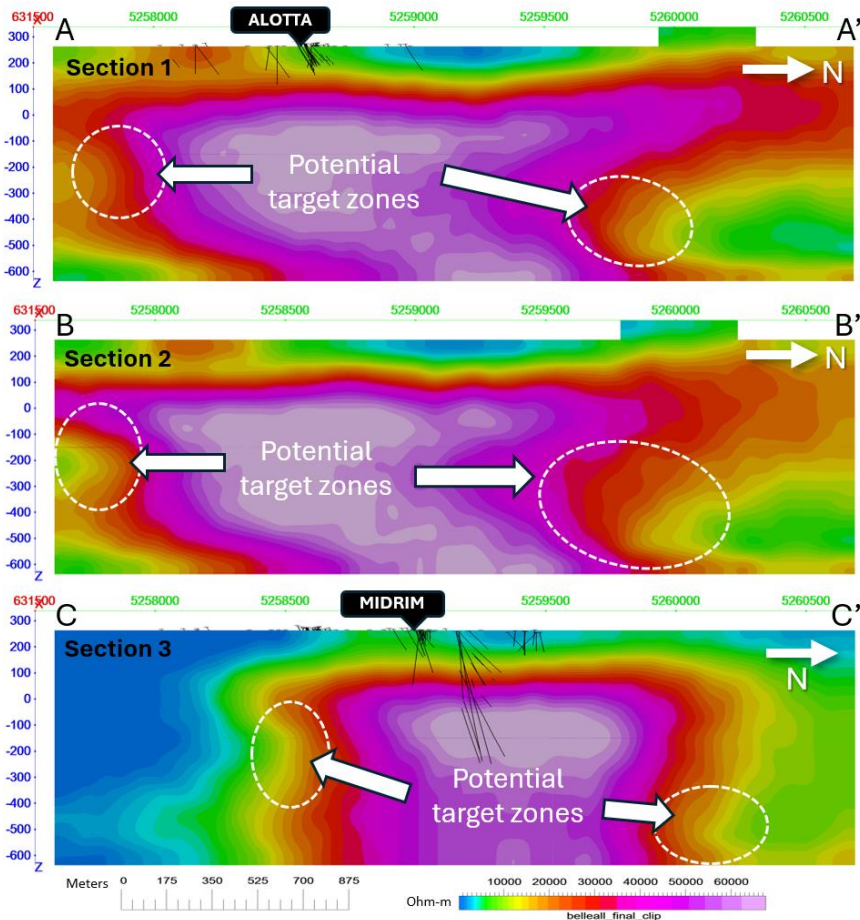 631500 5258000 5259000 5259500 5260000 5260500
X
A ALOTTA A'
Section 1
N
300
200
100
0
-100
-200
-300
-400
-500
-600
Z
Potential
target zones
631500 5258000 5258500 5259000 5259500 5260000 5260500
X
B B'
Section 2
N
300
200
100
0
-100
-200
-300
-400
-500
-600
Z
Potential
target zones
631500 5258000 5258500 5259500 5260000 5260500
X
C MIDRIM C'
Section 3
N
300
200
100
0
-100
-200
-300
-400
-500
-600
Z
Potential
target zones
Meters 0 175 350 525 700 875
Ohm-m 10000 20000 30000 40000 50000 60000
belleall_final_clip